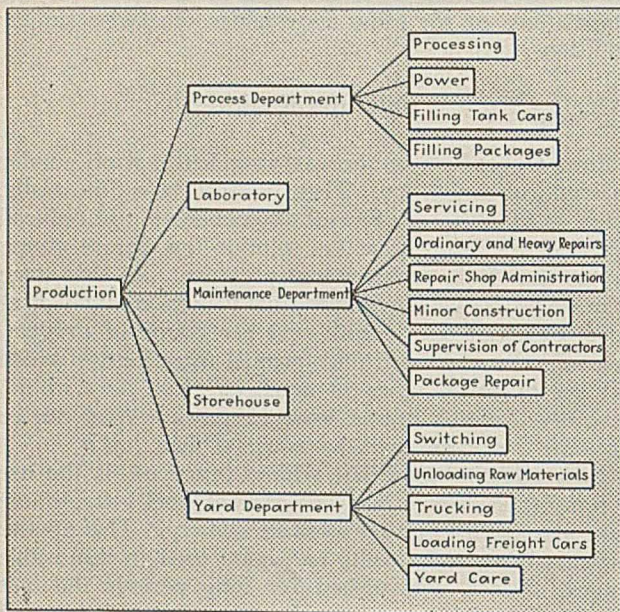 Production
Process Department
Processing
Power
Filling Tank Cars
Filling Packages
Laboratory
Maintenance Department
Servicing
Ordinary and Heavy Repairs
Repair Shop Administration
Minor Construction
Supervision of Contractors
Package Repair
Storehouse
Yard Department
Switching
Unloading Raw Materials
Trucking
Loading Freight Cars
Yard Care